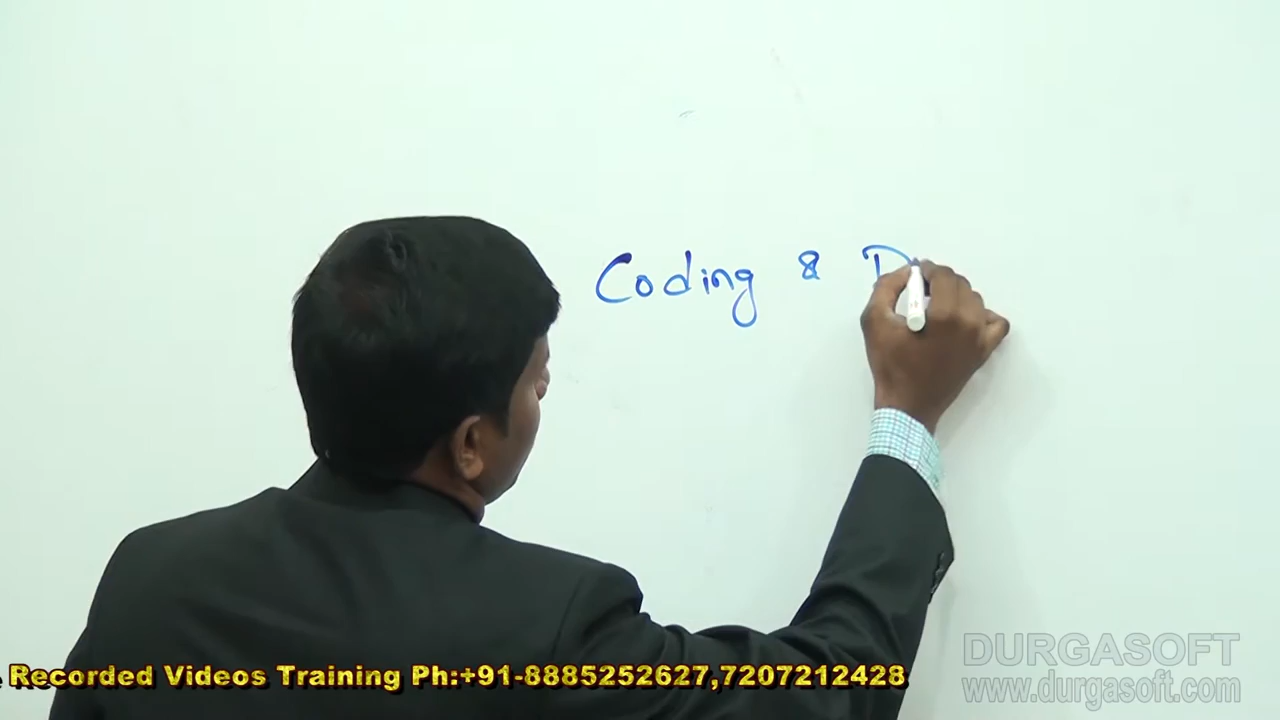 Coding & D
Recorded Videos Training Ph:+91-8885252627,7207212428
DURGASOFT
www.durgasoft.com